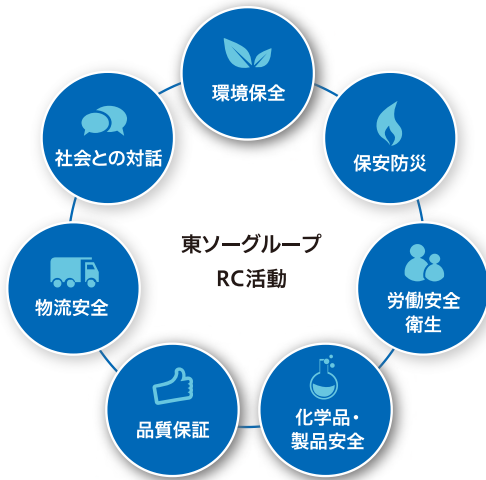 環境保全
保安防災
労働安全
衛生
化学品・
製品安全
品質保証
物流安全
社会との対話
東ソーグループ
RC活動